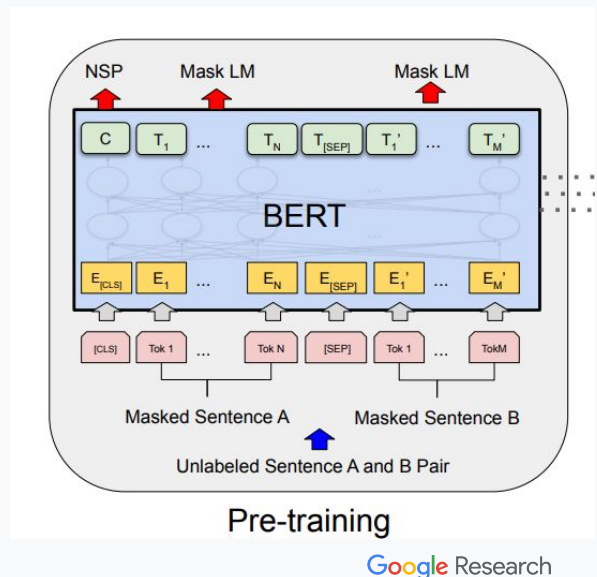 NSP Mask LM Mask LM
C T1 ... TN T[SEP] T1' ... TM'
...
...
BERT
E[CLS] E1 ... EN E[SEP] E1' ... EM'
[CLS] Tok 1 ... Tok N [SEP] Tok 1 ... TokM
Masked Sentence A Masked Sentence B
Unlabeled Sentence A and B Pair
Pre-training
Google Research